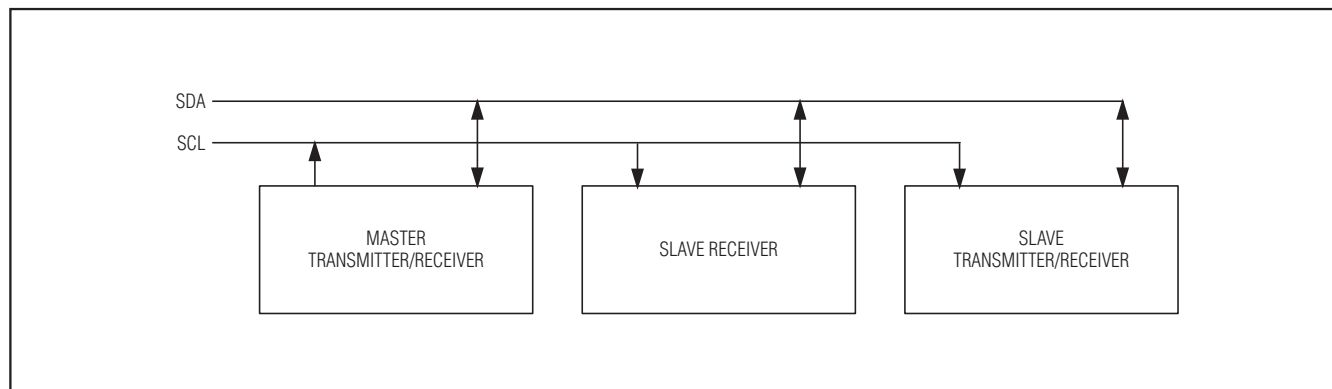 SDA
SCL
MASTER
TRANSMITTER/RECEIVER
SLAVE RECEIVER
SLAVE
TRANSMITTER/RECEIVER